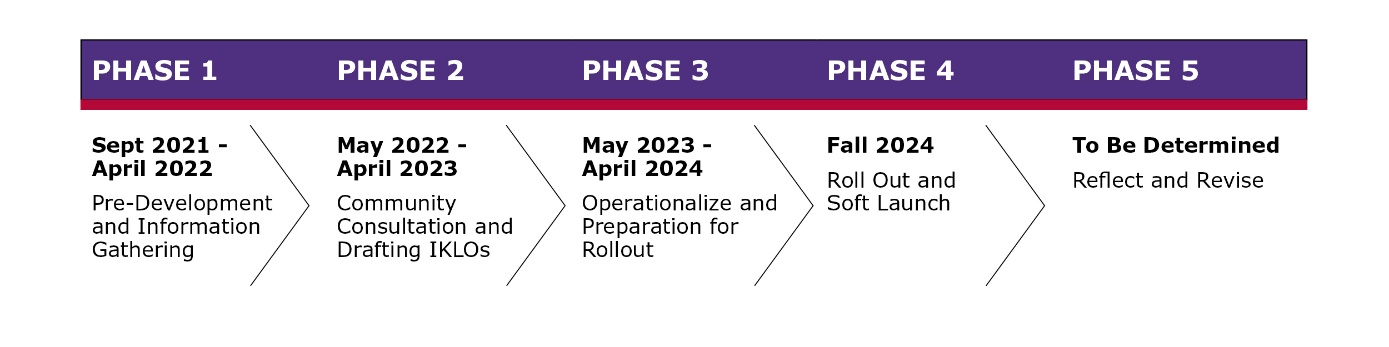 PHASE 1
PHASE 2
PHASE 3
PHASE 4
PHASE 5
Sept 2021 -
April 2022
Pre-Development
and Information
Gathering
May 2022 -
April 2023
Community
Consultation and
Drafting IKLOs
May 2023 -
April 2024
Operationalize and
Preparation for
Rollout
Fall 2024
Roll Out and
Soft Launch
To Be Determined
Reflect and Revise